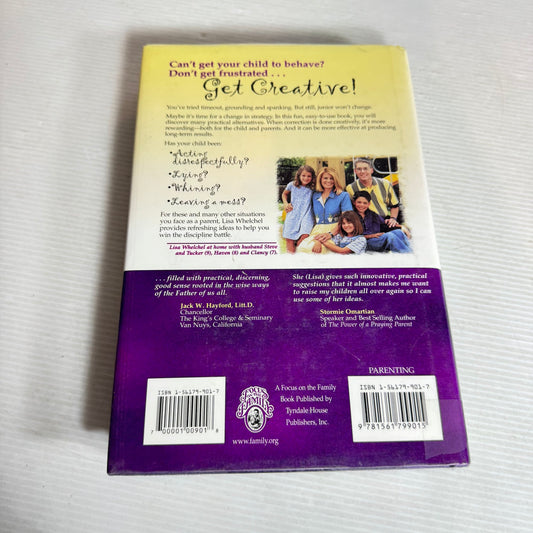 Can't get your child to behave?
Don't get frustrated . . .
Get Creative!
You've tried timeout, grounding and spanking. But still, junior won't change.
Maybe it's time for a change in strategy. In this fun, easy-to-use book, you will
discover many practical alternatives. When correction is done creatively, it's more
rewarding—both for the child and parents. And it can be more effective at producing
long-term results.
Has your child been:
•Acting
disrespectfully?
•Lying?
•Whining?
•Leaving a mess?
For these and many other situations
you face as a parent, Lisa Whelchel
provides refreshing ideas to help you
win the discipline battle.
Lisa Whelchel at home with husband Steve
and Tucker (9), Haven (8) and Clancy (7).
. . . filled with practical, discerning,
good sense rooted in the wise ways
of the Father of us all.
Jack W. Hayford, Litt.D.
Chancellor
The King's College & Seminary
Van Nuys, California
She (Lisa) gives such innovative, practical
suggestions that it almost makes me want
to raise my children all over again so I can
use some of her ideas.
Stormie Omartian
Speaker and Best Selling Author
of The Power of a Praying Parent
PARENTING
ISBN 1-56179-901-7
7 00001 00901 8
FOCUS
ON THE
FAMILY
www.family.org
A Focus on the Family
Book Published by
Tyndale House
Publishers, Inc.
ISBN 1-56179-901-7
9 781561 799015